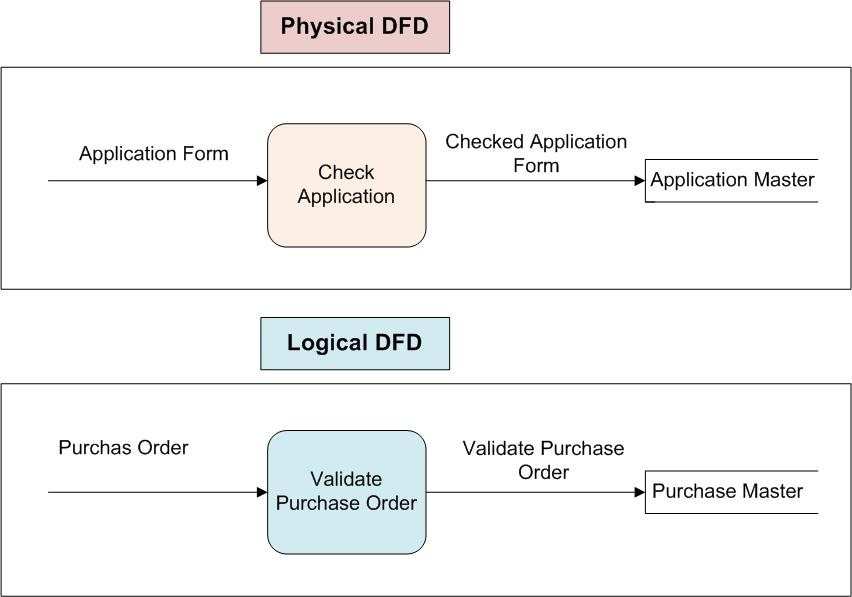 Physical DFD
Application Form
Check
Application
Checked Application
Form
Application Master
Logical DFD
Purchas Order
Validate
Purchase Order
Validate Purchase
Order
Purchase Master